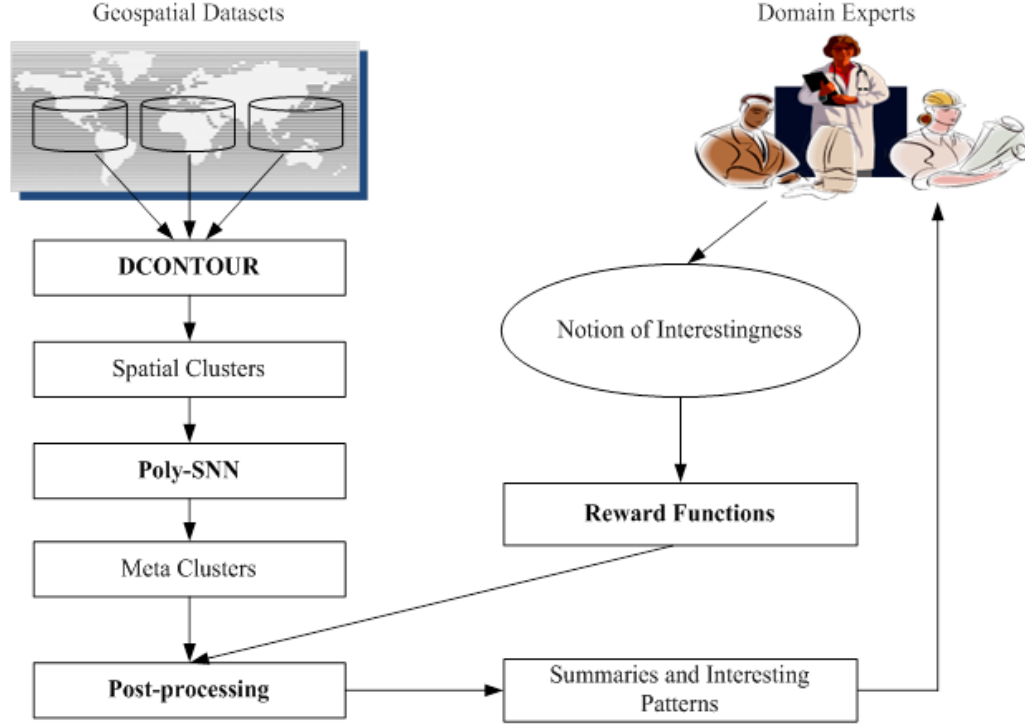 Geospatial Datasets
Domain Experts
DCONTOUR
Spatial Clusters
Poly-SNN
Meta Clusters
Post-processing
Notion of Interestingness
Reward Functions
Summaries and Interesting
Patterns